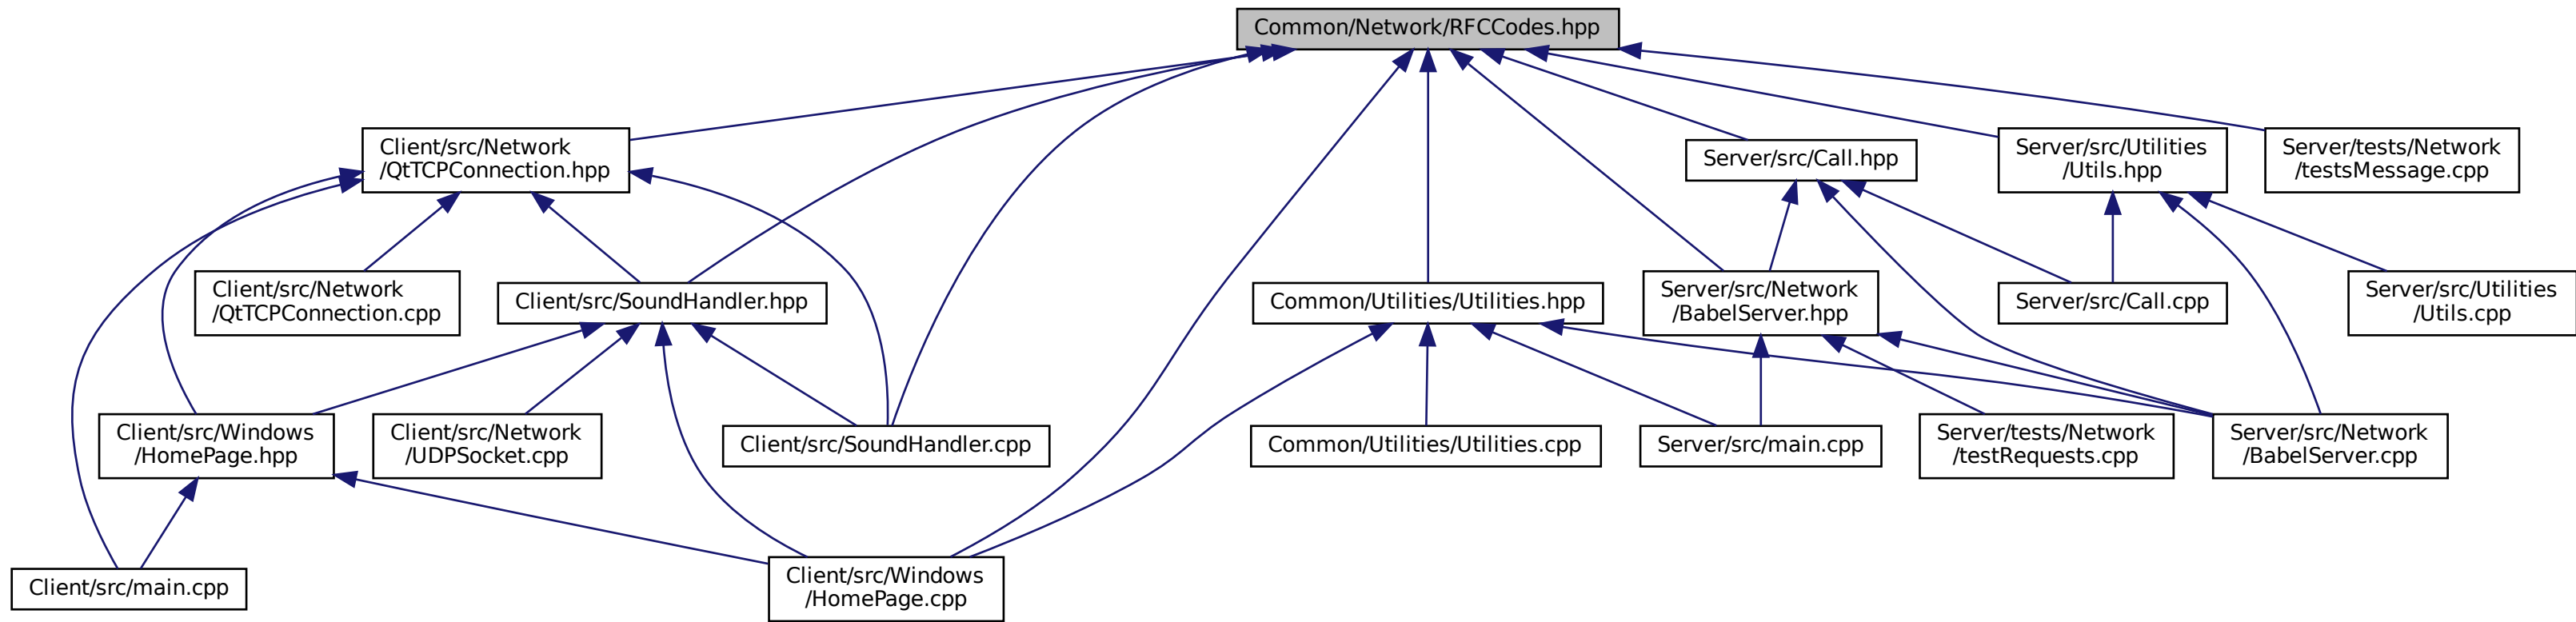 Common/Network/RFCCodes.hpp
Client/src/Network
/QtTCPConnection.hpp
Server/src/Call.hpp
Server/src/Utilities
/Utils.hpp
Server/tests/Network
/testsMessage.cpp
Client/src/Network
/QtTCPConnection.cpp
Client/src/SoundHandler.hpp
Common/Utilities/Utilities.hpp
Server/src/Network
/BabelServer.hpp
Server/src/Call.cpp
Server/src/Utilities
/Utils.cpp
Client/src/Windows
/HomePage.hpp
Client/src/Network
/UDPSocket.cpp
Client/src/SoundHandler.cpp
Common/Utilities/Utilities.cpp
Server/src/main.cpp
Server/tests/Network
/testRequests.cpp
Server/src/Network
/BabelServer.cpp
Client/src/main.cpp
Client/src/Windows
/HomePage.cpp